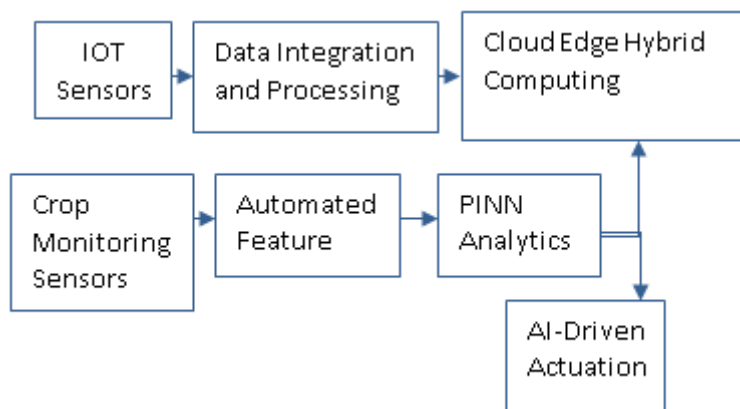 IOT
Sensors
Data Integration
and Processing
Cloud Edge Hybrid
Computing
Crop
Monitoring
Sensors
Automated
Feature
PINN
Analytics
AI-Driven
Actuation